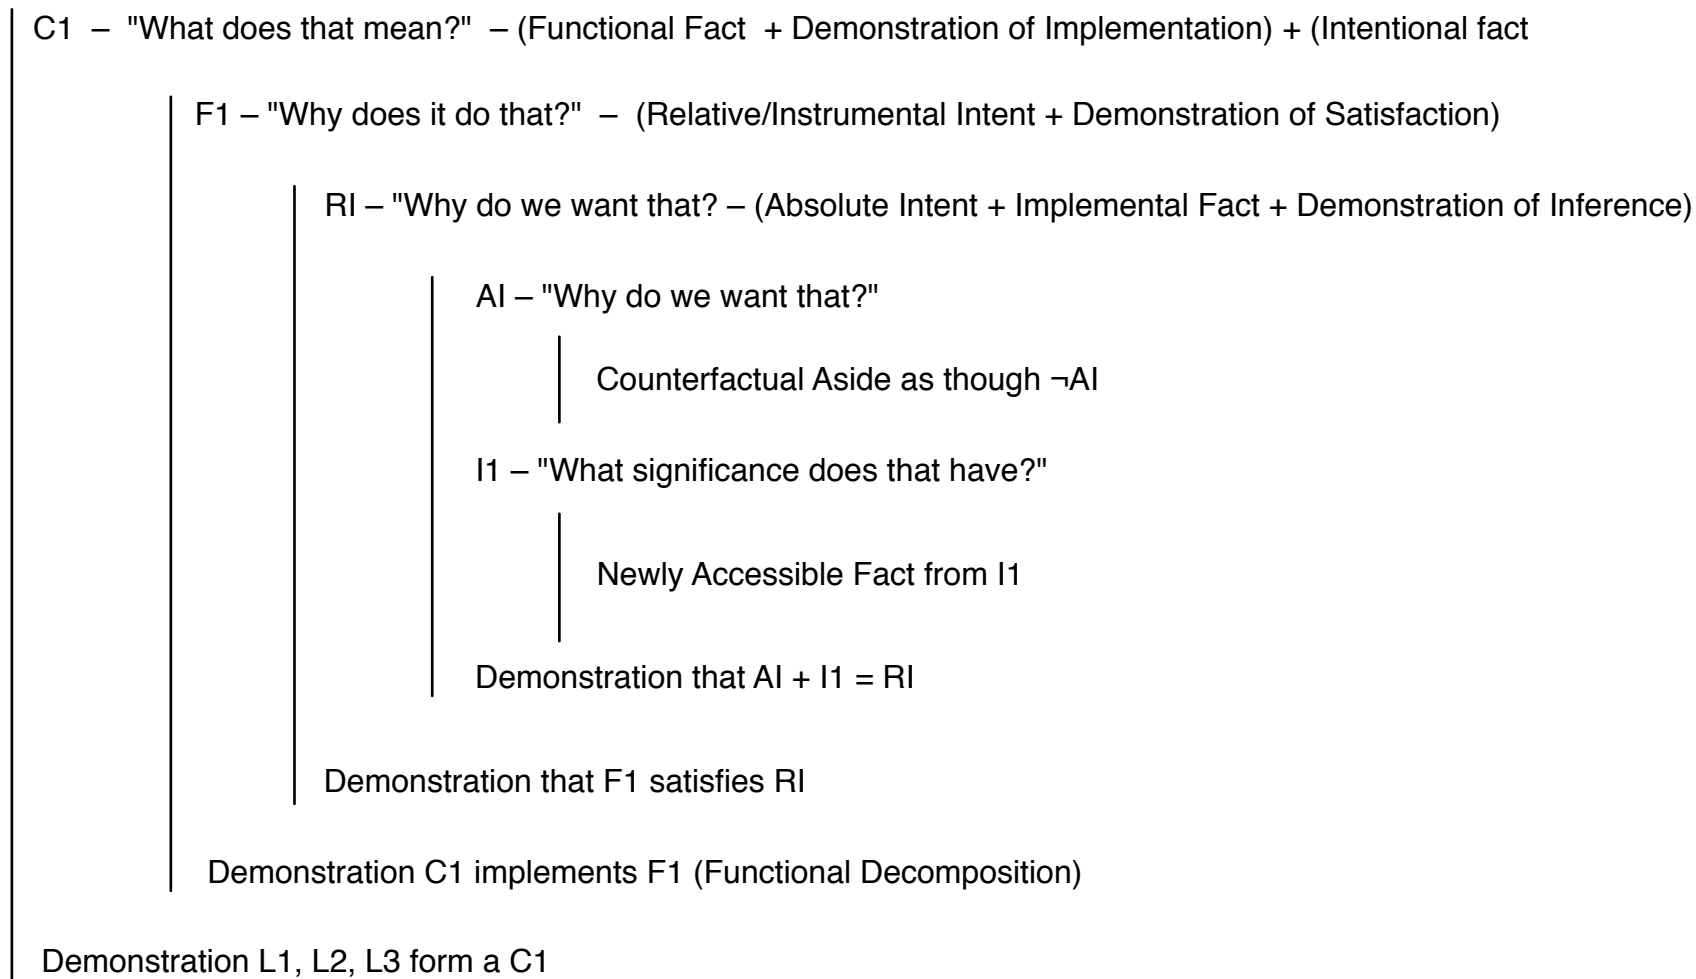 C1 – "What does that mean?" – (Functional Fact + Demonstration of Implementation) + (Intentional fact
F1 – "Why does it do that?" – (Relative/Instrumental Intent + Demonstration of Satisfaction)
RI – "Why do we want that? – (Absolute Intent + Implemental Fact + Demonstration of Inference)
AI – "Why do we want that?"
Counterfactual Aside as though ¬AI
I1 – "What significance does that have?"
Newly Accessible Fact from I1
Demonstration that AI + I1 = RI
Demonstration that F1 satisfies RI
Demonstration C1 implements F1 (Functional Decomposition)
Demonstration L1, L2, L3 form a C1